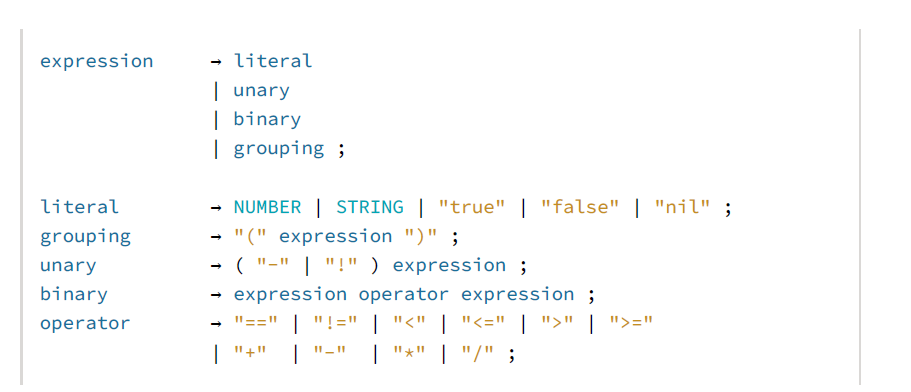 expression → literal
| unary
| binary
| grouping ;
literal → NUMBER | STRING | "true" | "false" | "nil" ;
grouping → "(" expression ")" ;
unary → ( "-" | "!" ) expression ;
binary → expression operator expression ;
operator → "==" | "!=" | "<" | "<=" | ">" | ">="
| "+" | "-" | "*" | "/" ;